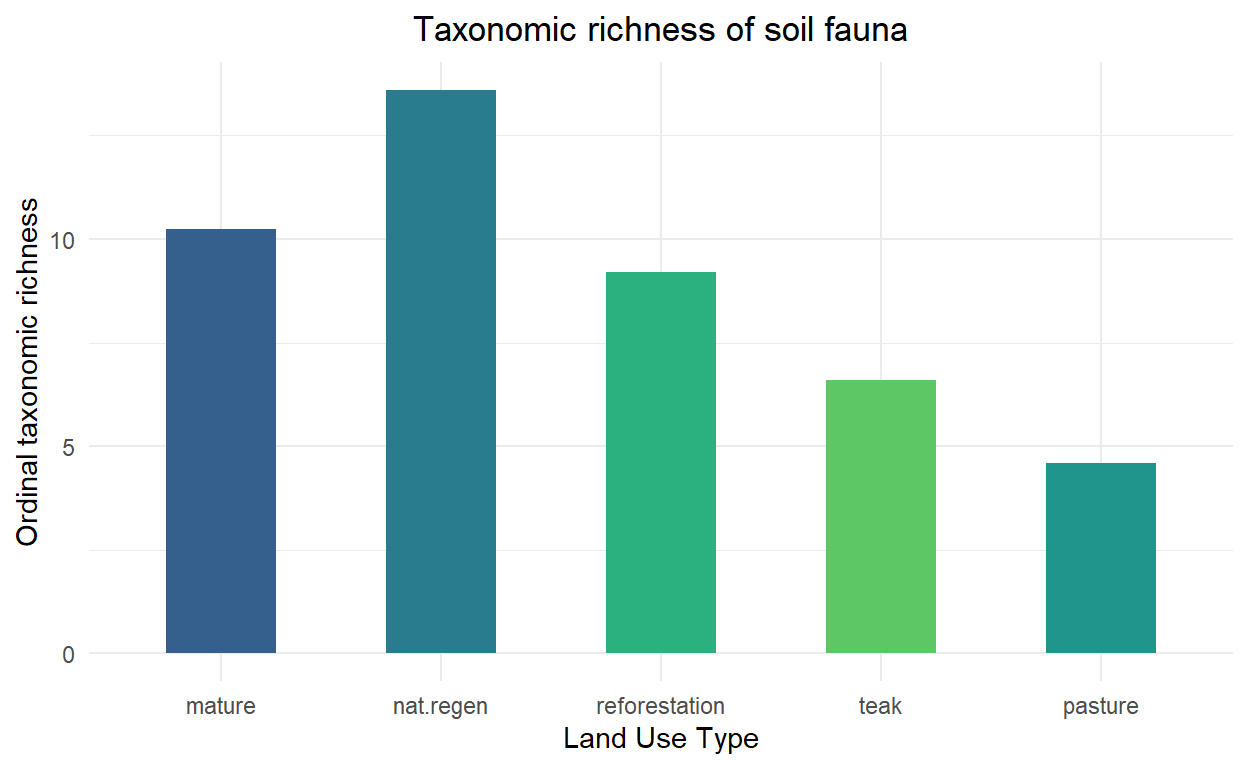 Taxonomic richness of soil fauna
Ordinal taxonomic richness
10
5
0
mature nat.regen reforestation teak pasture
Land Use Type